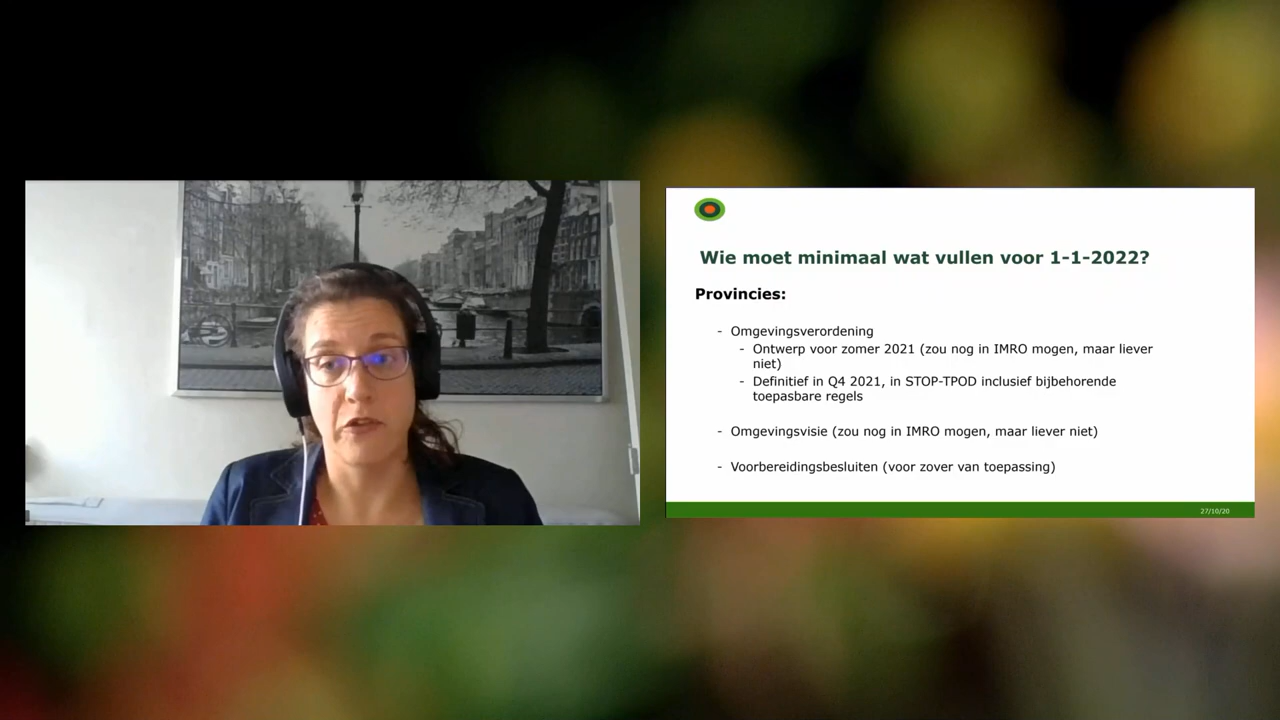 Wie moet minimaal wat vullen voor 1-1-2022?
Provincies:
- Omgevingsverordening
- Ontwerp voor zomer 2021 (zou nog in IMRO mogen, maar liever
niet)
- Definitief in Q4 2021, in STOP-TPOD inclusief bijbehorende
toepasbare regels
- Omgevingsvisie (zou nog in IMRO mogen, maar liever niet)
- Voorbereidingsbesluiten (voor zover van toepassing)
27/10/20